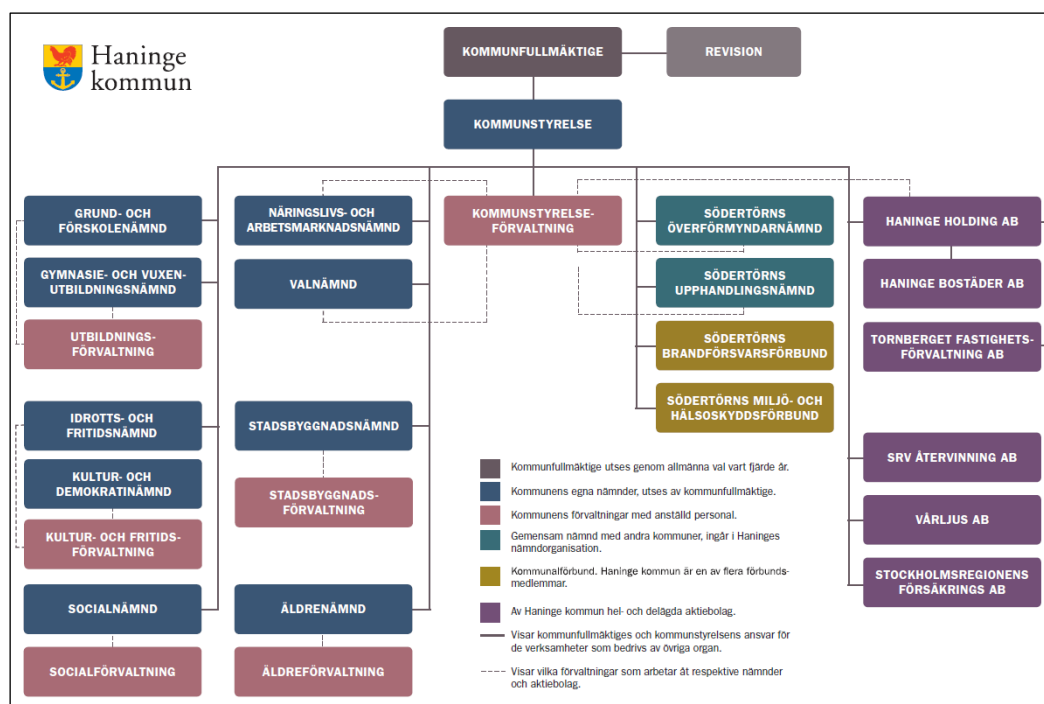 Haninge
kommun
KOMMUNFULLMÄKTIGE
REVISION
KOMMUNSTYRELSE
GRUND- OCH
FÖRSKOLENÄMND
GYMNASIE- OCH VUXEN-
UTBILDNINGSNÄMND
UTBILDNINGS-
FÖRVALTNING
IDROTTS- OCH
FRITIDSNÄMND
KULTUR- OCH
DEMOKRATINÄMND
KULTUR- OCH FRITIDS-
FÖRVALTNING
SOCIALNÄMND
SOCIALFÖRVALTNING
NÄRINGSLIVS- OCH
ARBETSMARKNADSNÄMND
VALNÄMND
STADSBYGGNADSNÄMND
STADSBYGGNADS-
FÖRVALTNING
ÄLDRENÄMND
ÄLDREFÖRVALTNING
KOMMUNSTYRELSE-
FÖRVALTNING
SÖDERTÖRNS
ÖVERFÖRMYNDARNÄMND
SÖDERTÖRNS
UPPHANDLINGSNÄMND
SÖDERTÖRNS
BRANDFÖRSVARSFÖRBUND
SÖDERTÖRNS MILJÖ- OCH
HÄLSOSKYDDSFÖRBUND
HANINGE HOLDING AB
HANINGE BOSTÄDER AB
TORNBERGET FASTIGHETS-
FÖRVALTNING AB
SRV ÅTERVINNING AB
VÅRLJUS AB
STOCKHOLMSREGIONENS
FÖRSÄKRINGS AB
Kommunfullmäktige utses genom allmänna val vart fjärde år.
Kommunens egna nämnder, utses av kommunfullmäktige.
Kommunens förvaltningar med anställd personal.
Gemensam nämnd med andra kommuner, ingår i Haninges
nämndorganisation.
Kommunalförbund. Haninge kommun är en av flera förbunds-
medlemmar.
Av Haninge kommun hel- och delägda aktiebolag.
Visar kommunfullmäktiges och kommunstyrelsens ansvar för
de verksamheter som bedrivs av övriga organ.
Visar vilka förvaltningar som arbetar åt respektive nämnder
och aktiebolag.